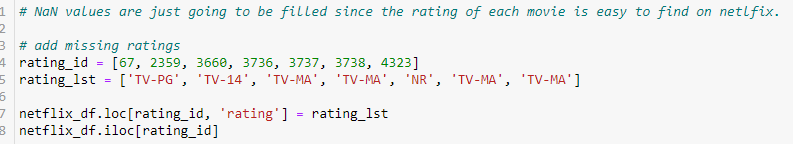 1 # NaN values are just going to be filled since the rating of each movie is easy to find on netlfix.
2
3 # add missing ratings
4 rating_id = [67, 2359, 3660, 3736, 3737, 3738, 4323]
5 rating_lst = ['TV-PG', 'TV-14', 'TV-MA', 'TV-MA', 'NR', 'TV-MA', 'TV-MA']
6
7 netflix_df.loc[rating_id, 'rating'] = rating_lst
8 netflix_df.iloc[rating_id]